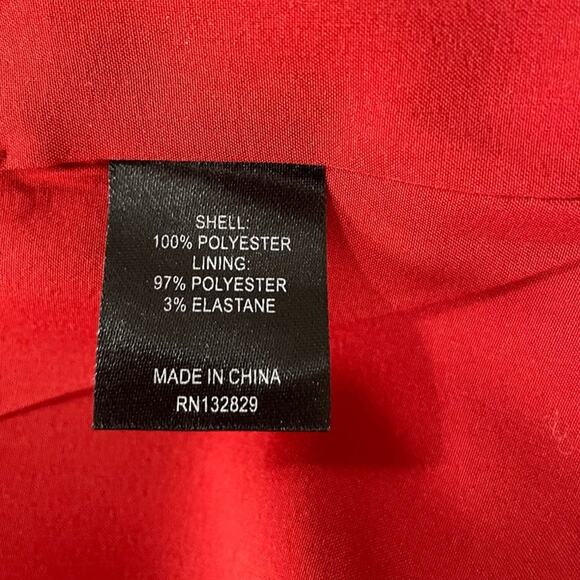 SHELL:
100% POLYESTER
LINING:
97% POLYESTER
3% ELASTANE
MADE IN CHINA
RN132829